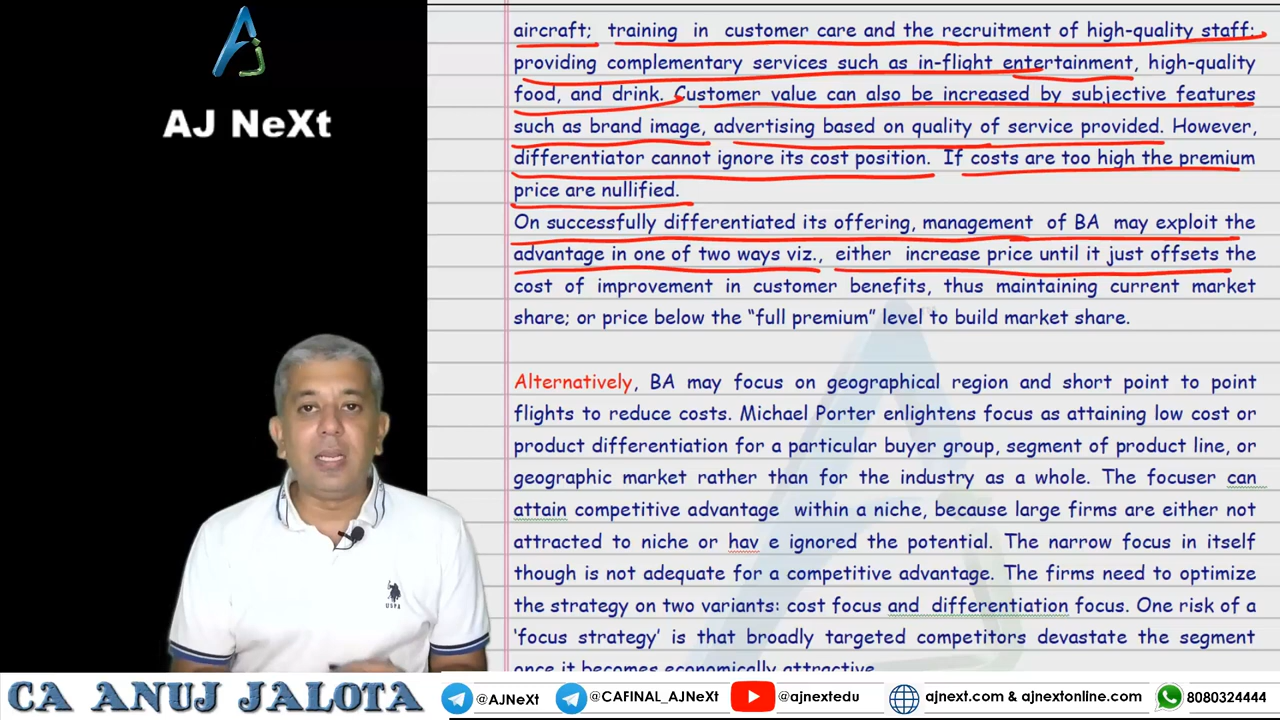 AJ NeXt
aircraft; training in customer care and the recruitment of high-quality staff;
providing complementary services such as in-flight entertainment, high-quality
food, and drink. Customer value can also be increased by subjective features
such as brand image, advertising based on quality of service provided. However,
differentiator cannot ignore its cost position. If costs are too high the premium
price are nullified.
On successfully differentiated its offering, management of BA may exploit the
advantage in one of two ways viz., either increase price until it just offsets the
cost of improvement in customer benefits, thus maintaining current market
share; or price below the “full premium” level to build market share.
Alternatively, BA may focus on geographical region and short point to point
flights to reduce costs. Michael Porter enlightens focus as attaining low cost or
product differentiation for a particular buyer group, segment of product line, or
geographic market rather than for the industry as a whole. The focuser can
attain competitive advantage within a niche, because large firms are either not
attracted to niche or hav e ignored the potential. The narrow focus in itself
though is not adequate for a competitive advantage. The firms need to optimize
the strategy on two variants: cost focus and differentiation focus. One risk of a
‘focus strategy’ is that broadly targeted competitors devastate the segment
once it becomes economically attractive.
USPA
CA ANUJ JALOTA @AJNeXt @CAFINAL_AJNeXt @ajnextedu ajnext.com & ajnextonline.com 8080324444